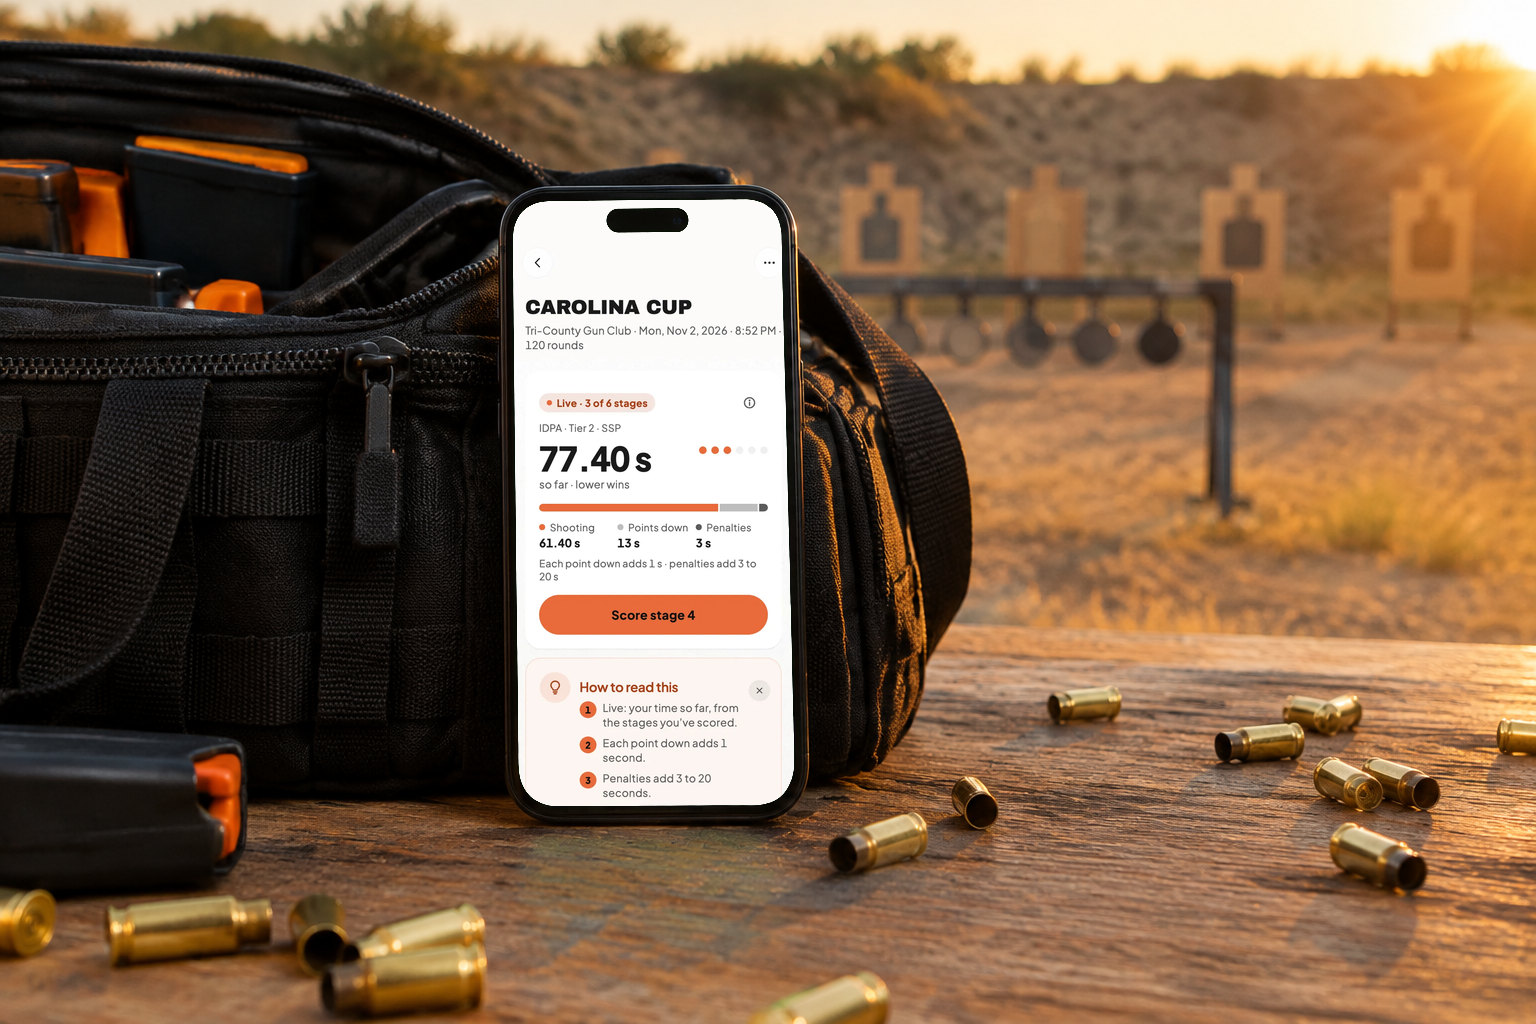 CAROLINA CUP
Tri-County Gun Club · Mon, Nov 2, 2026 · 8:52 PM ·
120 rounds
Live · 3 of 6 stages
IDPA · Tier 2 · SSP
77.40 s
so far · lower wins
Shooting Points down Penalties
61.40 s 13 s 3 s
Each point down adds 1 s · penalties add 3 to
20 s
Score stage 4
How to read this
1 Live: your time so far, from
the stages you've scored.
2 Each point down adds 1
second.
3 Penalties add 3 to 20
seconds.